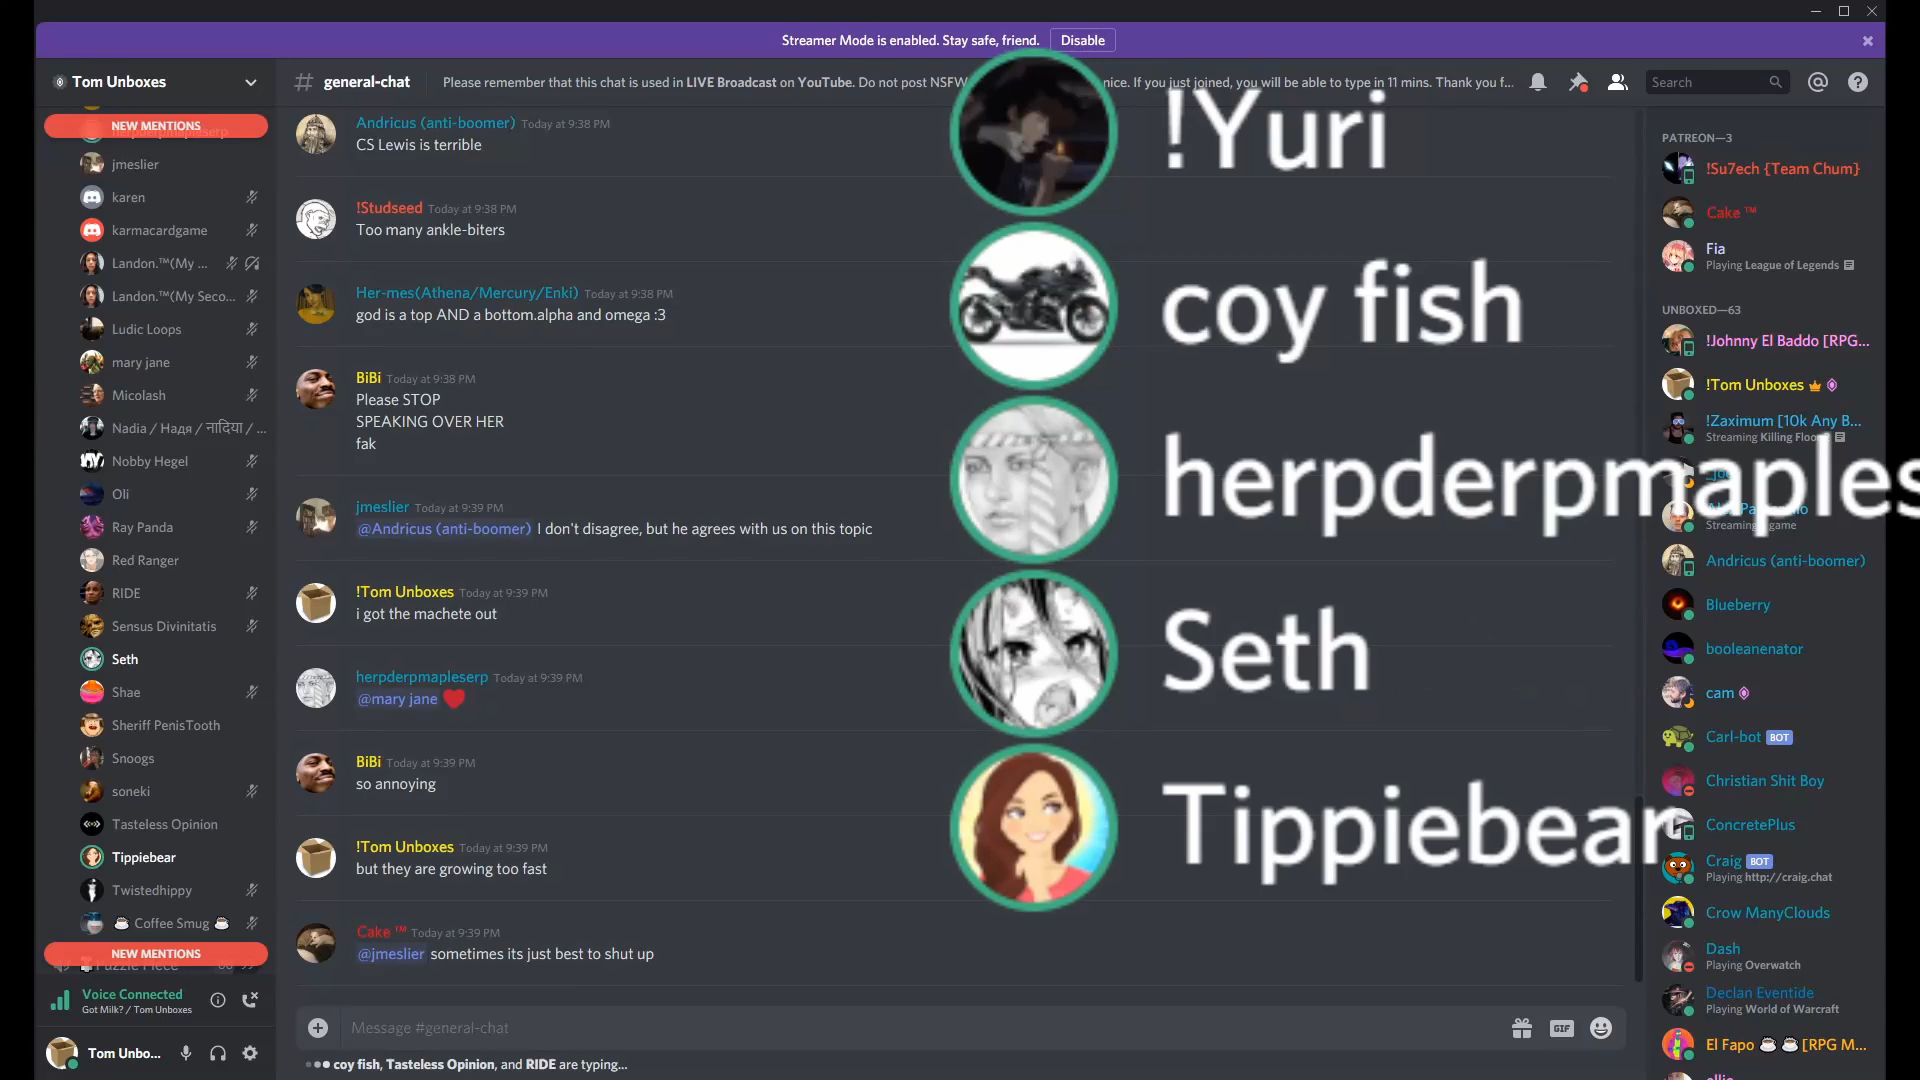 Streamer Mode is enabled. Stay safe, friend. Disable
Tom Unboxes
# general-chat
Please remember that this chat is used in LIVE Broadcast on YouTube. Do not post NSFW
nice. If you just joined, you will be able to type in 11 mins. Thank you f...
Search
NEW MENTIONS
herpderpmapleserp
jmeslier
karen
karmacardgame
Landon.™(My ...
Landon.™(My Seco...
Ludic Loops
mary jane
Micolash
Nadia / Надя / नादिया / ...
Nobby Hegel
Oli
Ray Panda
Red Ranger
RIDE
Sensus Divinitatis
Seth
Shae
Sheriff PenisTooth
Snoogs
soneki
Tasteless Opinion
Tippiebear
Twistedhippy
☕ Coffee Smug ☕
NEW MENTIONS
Puzzle Piece
Voice Connected
Got Milk? / Tom Unboxes
Tom Unbo...
Andricus (anti-boomer) Today at 9:38 PM
CS Lewis is terrible
!Studseed Today at 9:38 PM
Too many ankle-biters
Her-mes(Athena/Mercury/Enki) Today at 9:38 PM
god is a top AND a bottom.alpha and omega :3
BiBi Today at 9:38 PM
Please STOP
SPEAKING OVER HER
fak
jmeslier Today at 9:39 PM
@Andricus (anti-boomer) I don't disagree, but he agrees with us on this topic
!Tom Unboxes Today at 9:39 PM
i got the machete out
herpderpmapleserp Today at 9:39 PM
@mary jane ❤
BiBi Today at 9:39 PM
so annoying
!Tom Unboxes Today at 9:39 PM
but they are growing too fast
Cake ™ Today at 9:39 PM
@jmeslier sometimes its just best to shut up
Message #general-chat
GIF
coy fish, Tasteless Opinion, and RIDE are typing...
!Yuri
coy fish
herpderpmaples
Seth
Tippiebear
PATREON—3
!Su7ech {Team Chum}
Cake ™
Fia
Playing League of Legends
UNBOXED—63
!Johnny El Baddo [RPG...
!Tom Unboxes
!Zaximum [10k Any B...
Streaming Killing Floor
Streaming game
Andricus (anti-boomer)
Blueberry
booleanenator
cam
Carl-bot BOT
Christian Shit Boy
ConcretePlus
Craig BOT
Playing http://craig.chat
Crow ManyClouds
Dash
Playing Overwatch
Declan Eventide
Playing World of Warcraft
El Fapo ☕ ☕ [RPG M...